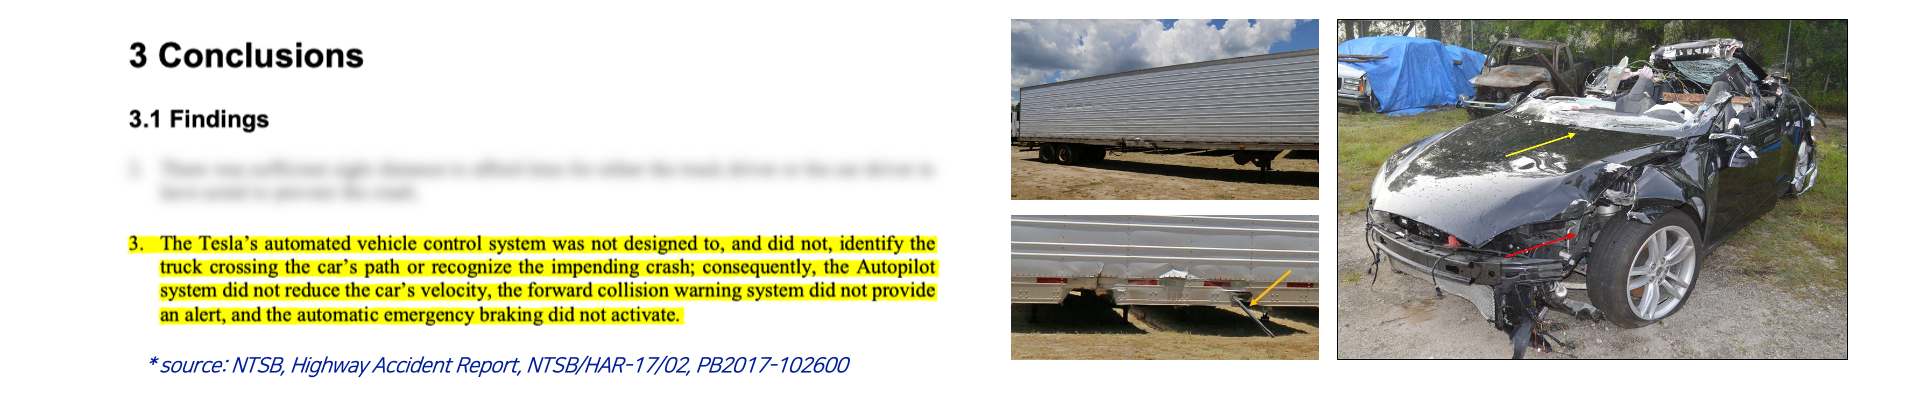 3 Conclusions
3.1 Findings
3. The Tesla’s automated vehicle control system was not designed to, and did not, identify the
truck crossing the car’s path or recognize the impending crash; consequently, the Autopilot
system did not reduce the car’s velocity, the forward collision warning system did not provide
an alert, and the automatic emergency braking did not activate.
* source: NTSB, Highway Accident Report, NTSB/HAR-17/02, PB2017-102600